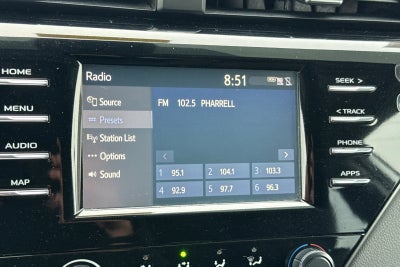 Radio
8:51
HOME
MENU
AUDIO
MAP
Source
Presets
Station List
Options
Sound
FM 102.5 PHARRELL
1 95.1
2 104.1
3 103.3
4 92.9
5 97.7
6 96.3
SEEK >
< TRACK
PHONE
APPS